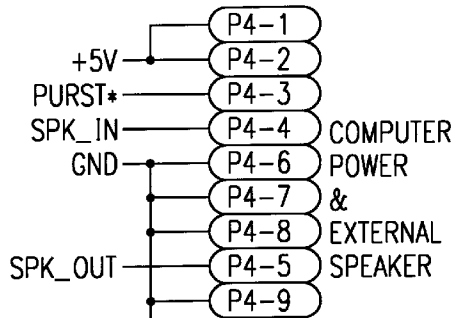 P4-1
+5V P4-2
PURST* P4-3
SPK_IN P4-4 COMPUTER
GND P4-6 POWER
P4-7 &
P4-8 EXTERNAL
SPK_OUT P4-5 SPEAKER
P4-9